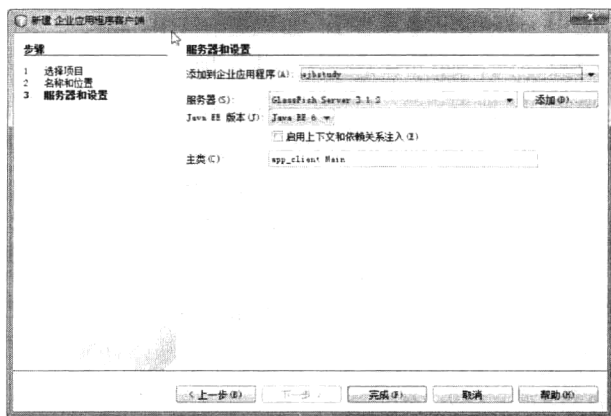 新建 企业应用程序客户端
步骤
1 选择项目
2 名称和位置
3 服务器和设置
服务器和设置
添加到企业应用程序(A): ejbstudy
服务器(S): GlassFish Server 3.1.2 添加(D)...
Java EE 版本(J): Java EE 6
启用上下文和依赖关系注入(E)
主类(C) app_client.Main
< 上一步(B) 下一步 > 完成(F) 取消 帮助(H)